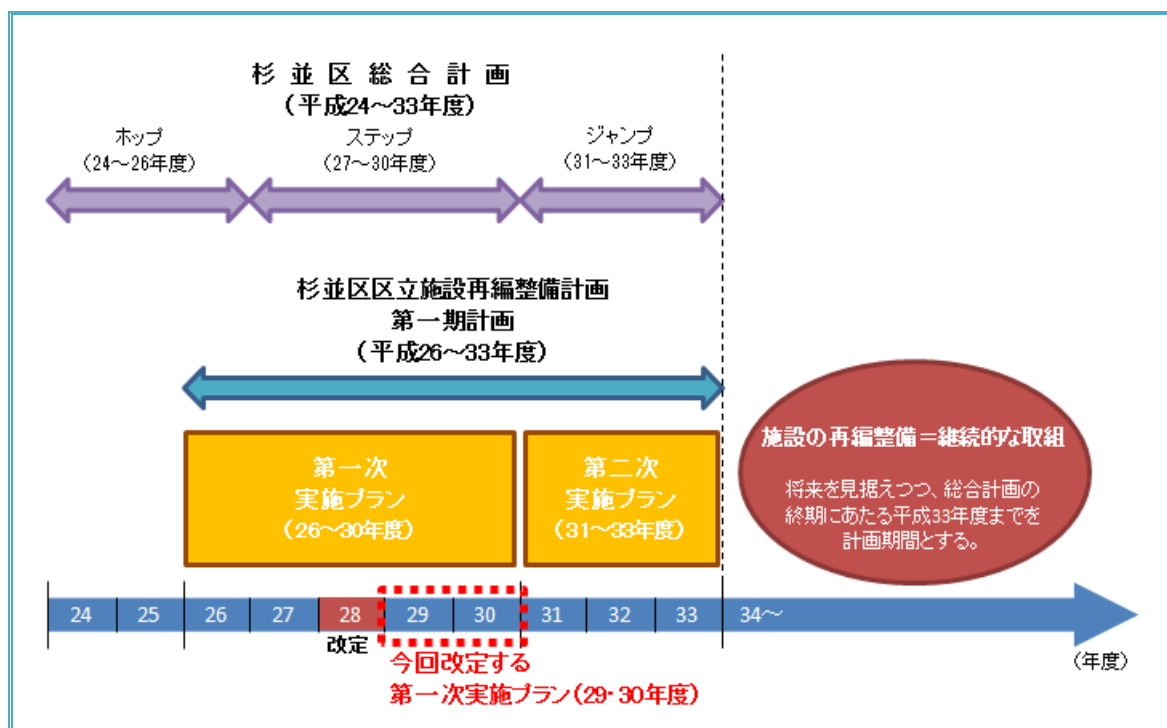 杉並区総合計画
(平成24～33年度)
ホップ
(24～26年度)
ステップ
(27～30年度)
ジャンプ
(31～33年度)
杉並区区立施設再編整備計画
第一期計画
(平成26～33年度)
第一次
実施プラン
(26～30年度)
第二次
実施プラン
(31～33年度)
施設の再編整備＝継続的な取組
将来を見据えつつ、総合計画の
終期にあたる平成33年度までを
計画期間とする。
24 25 26 27 28 29 30 31 32 33 34～
改定
(年度)
今回改定する
第一次実施プラン(29・30年度)